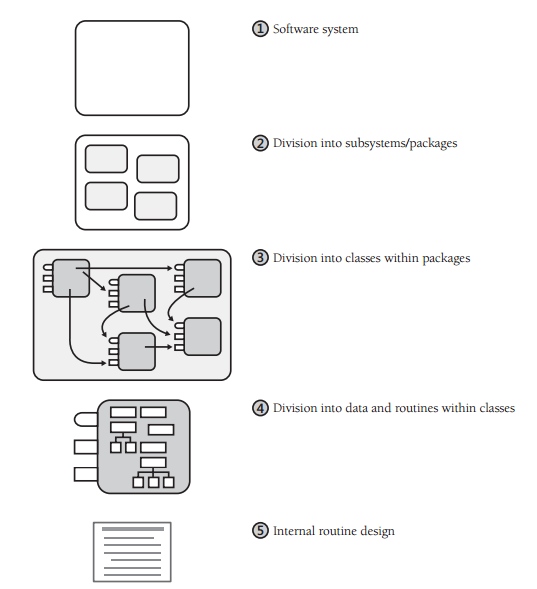 1 Software system
2 Division into subsystems/packages
3 Division into classes within packages
4 Division into data and routines within classes
5 Internal routine design